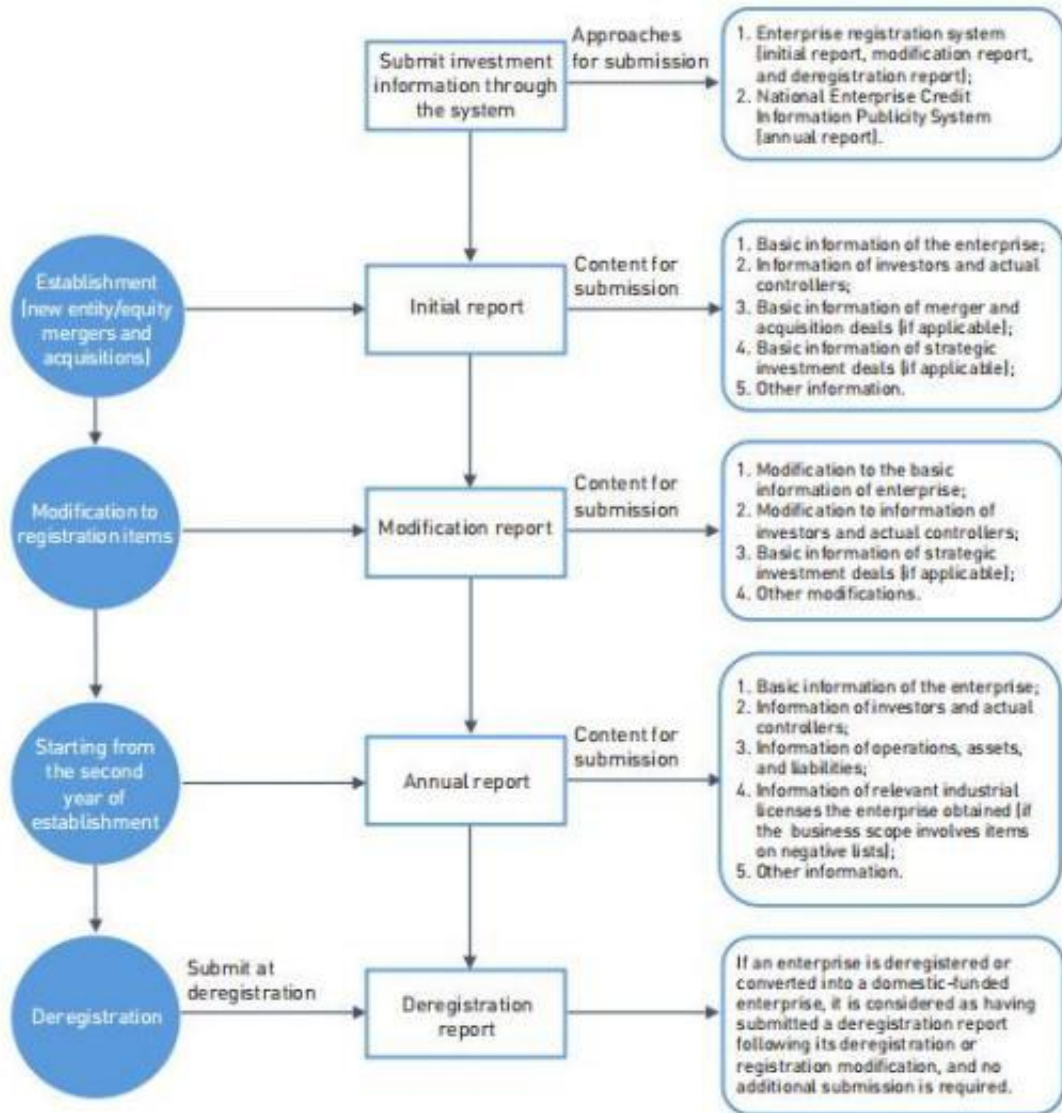 Submit investment
information through
the system
Approaches
for submission
1. Enterprise registration system
(initial report, modification report,
and deregistration report);
2. National Enterprise Credit
Information Publicity System
(annual report).
Establishment
(new entity/equity
mergers and
acquisitions)
Initial report
Content for
submission
1. Basic information of the enterprise;
2. Information of investors and actual
controllers;
3. Basic information of merger and
acquisition deals (if applicable);
4. Basic information of strategic
investment deals (if applicable);
5. Other information.
Modification to
registration items
Modification report
Content for
submission
1. Modification to the basic
information of enterprise;
2. Modification to information of
investors and actual controllers;
3. Basic information of strategic
investment deals (if applicable);
4. Other modifications.
Starting from
the second
year of
establishment
Annual report
Content for
submission
1. Basic information of the enterprise;
2. Information of investors and actual
controllers;
3. Information of operations, assets,
and liabilities;
4. Information of relevant industrial
licenses the enterprise obtained (if
the business scope involves items
on negative lists);
5. Other information.
Deregistration
Submit at
deregistration
Deregistration
report
If an enterprise is deregistered or
converted into a domestic-funded
enterprise, it is considered as having
submitted a deregistration report
following its deregistration or
registration modification, and no
additional submission is required.